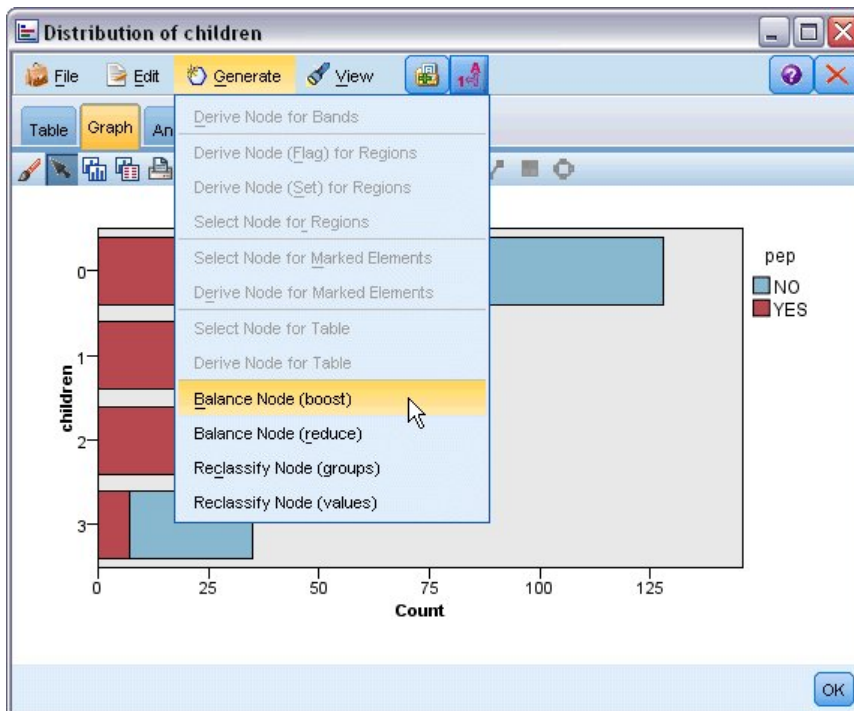 Distribution of children
File Edit Generate View
Table Graph An
Derive Node for Bands
Derive Node (Flag) for Regions
Derive Node (Set) for Regions
Select Node for Regions
Select Node for Marked Elements
Derive Node for Marked Elements
Select Node for Table
Derive Node for Table
Balance Node (boost)
Balance Node (reduce)
Reclassify Node (groups)
Reclassify Node (values)
children
0
1
2
3
0 25 50 75 100 125
Count
pep
NO
YES
OK